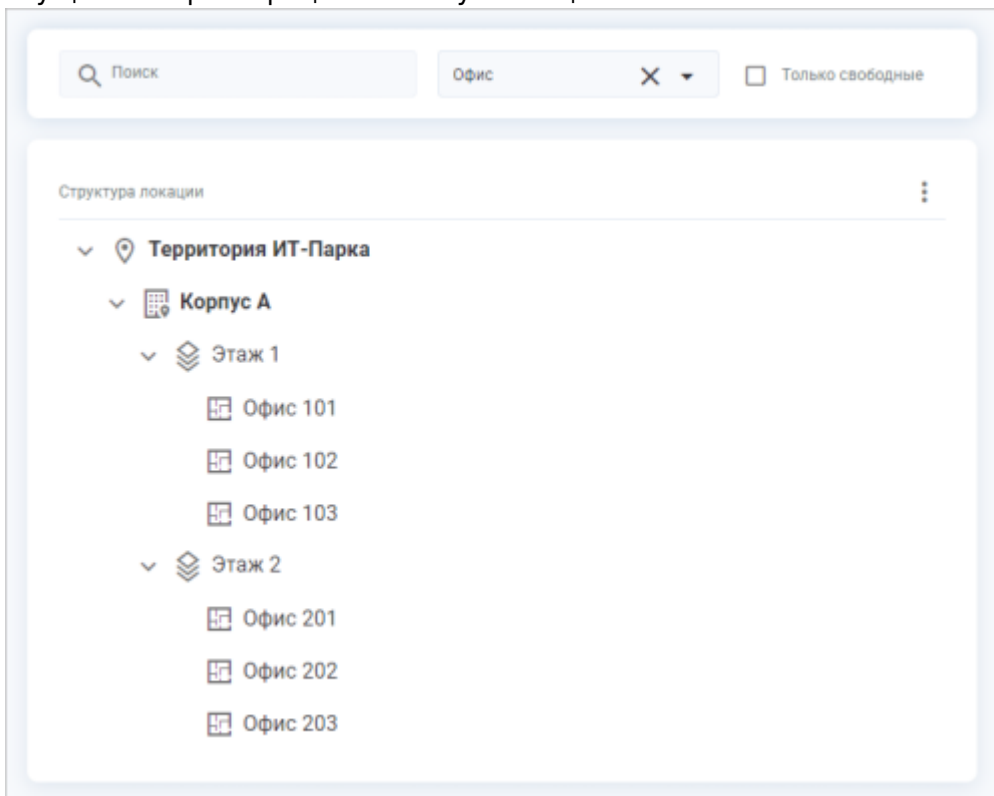 Поиск
Офис
Только свободные
Структура локации
Территория ИТ-Парка
Корпус А
Этаж 1
Офис 101
Офис 102
Офис 103
Этаж 2
Офис 201
Офис 202
Офис 203